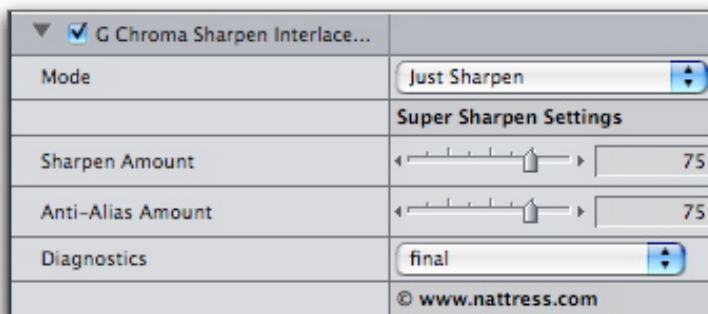 G Chroma Sharpen Interlace...
Mode Just Sharpen
Super Sharpen Settings
Sharpen Amount 75
Anti-Alias Amount 75
Diagnostics final
© www.nattress.com